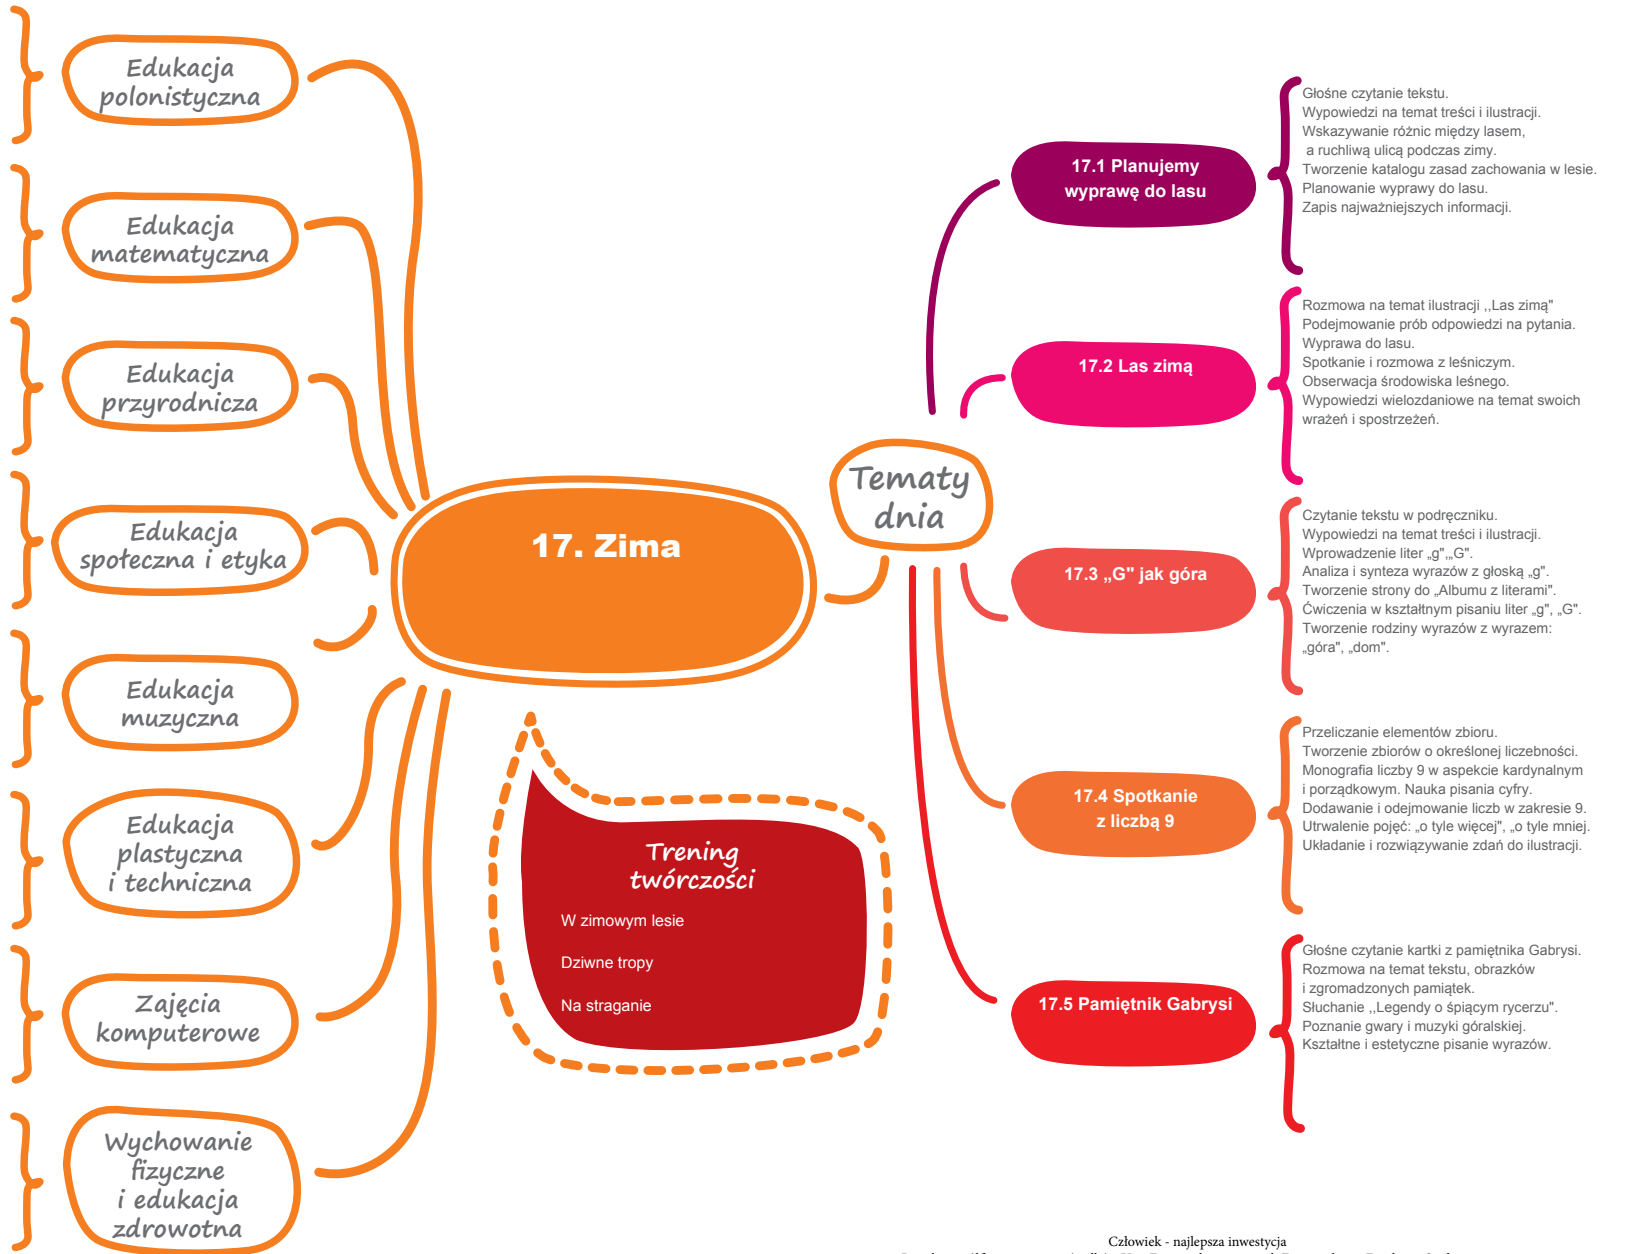 Edukacja
polonistyczna
Edukacja
matematyczna
Edukacja
przyrodnicza
Edukacja
społeczna i etyka
Edukacja
muzyczna
Edukacja
plastyczna
i techniczna
Zajęcia
komputerowe
Wychowanie
fizyczne
i edukacja
zdrowotna
17. Zima
Trening
twórczości
W zimowym lesie
Dziwne tropy
Na straganie
Tematy
dnia
17.1 Planujemy
wyprawę do lasu
Głośne czytanie tekstu.
Wypowiedzi na temat treści i ilustracji.
Wskazywanie różnic między lasem,
a ruchliwą ulicą podczas zimy.
Tworzenie katalogu zasad zachowania w lesie.
Planowanie wyprawy do lasu.
Zapis najważniejszych informacji.
17.2 Las zimą
Rozmowa na temat ilustracji ,,Las zimą"
Podejmowanie prób odpowiedzi na pytania.
Wyprawa do lasu.
Spotkanie i rozmowa z leśniczym.
Obserwacja środowiska leśnego.
Wypowiedzi wielozdaniowe na temat swoich
wrażeń i spostrzeżeń.
17.3 „G" jak góra
Czytanie tekstu w podręczniku.
Wypowiedzi na temat treści i ilustracji.
Wprowadzenie liter „g",„G".
Analiza i synteza wyrazów z głoską „g".
Tworzenie strony do „Albumu z literami".
Ćwiczenia w kształtnym pisaniu liter „g", „G".
Tworzenie rodziny wyrazów z wyrazem:
„góra", „dom".
17.4 Spotkanie
z liczbą 9
Przeliczanie elementów zbioru.
Tworzenie zbiorów o określonej liczebności.
Monografia liczby 9 w aspekcie kardynalnym
i porządkowym. Nauka pisania cyfry.
Dodawanie i odejmowanie liczb w zakresie 9.
Utrwalenie pojęć: „o tyle więcej", „o tyle mniej.
Układanie i rozwiązywanie zdań do ilustracji.
17.5 Pamiętnik Gabrysi
Głośne czytanie kartki z pamiętnika Gabrysi.
Rozmowa na temat tekstu, obrazków
i zgromadzonych pamiątek.
Słuchanie ,,Legendy o śpiącym rycerzu".
Poznanie gwary i muzyki góralskiej.
Kształtne i estetyczne pisanie wyrazów.
Człowiek - najlepsza inwestycja